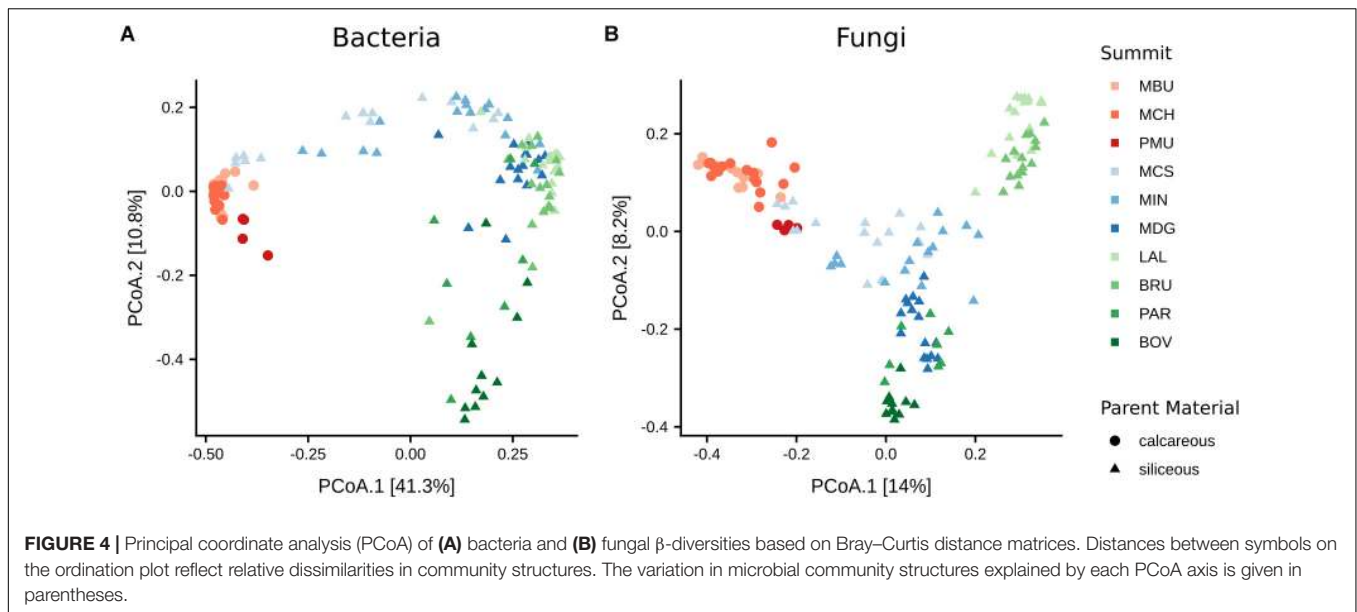 A
Bacteria
0.2
0.0
-0.2
-0.4
PCoA.2 [10.8%]
-0.50
-0.25
0.00
0.25
PCoA.1 [41.3%]
B
Fungi
0.2
0.0
-0.2
-0.4
PCoA.2 [8.2%]
-0.4
-0.2
0.0
0.2
PCoA.1 [14%]
Summit
MBU
MCH
PMU
MCS
MIN
MDG
LAL
BRU
PAR
BOV
Parent Material
calcareous
siliceous
FIGURE 4 | Principal coordinate analysis (PCoA) of (A) bacteria and (B) fungal β-diversities based on Bray–Curtis distance matrices. Distances between symbols on
the ordination plot reflect relative dissimilarities in community structures. The variation in microbial community structures explained by each PCoA axis is given in
parentheses.